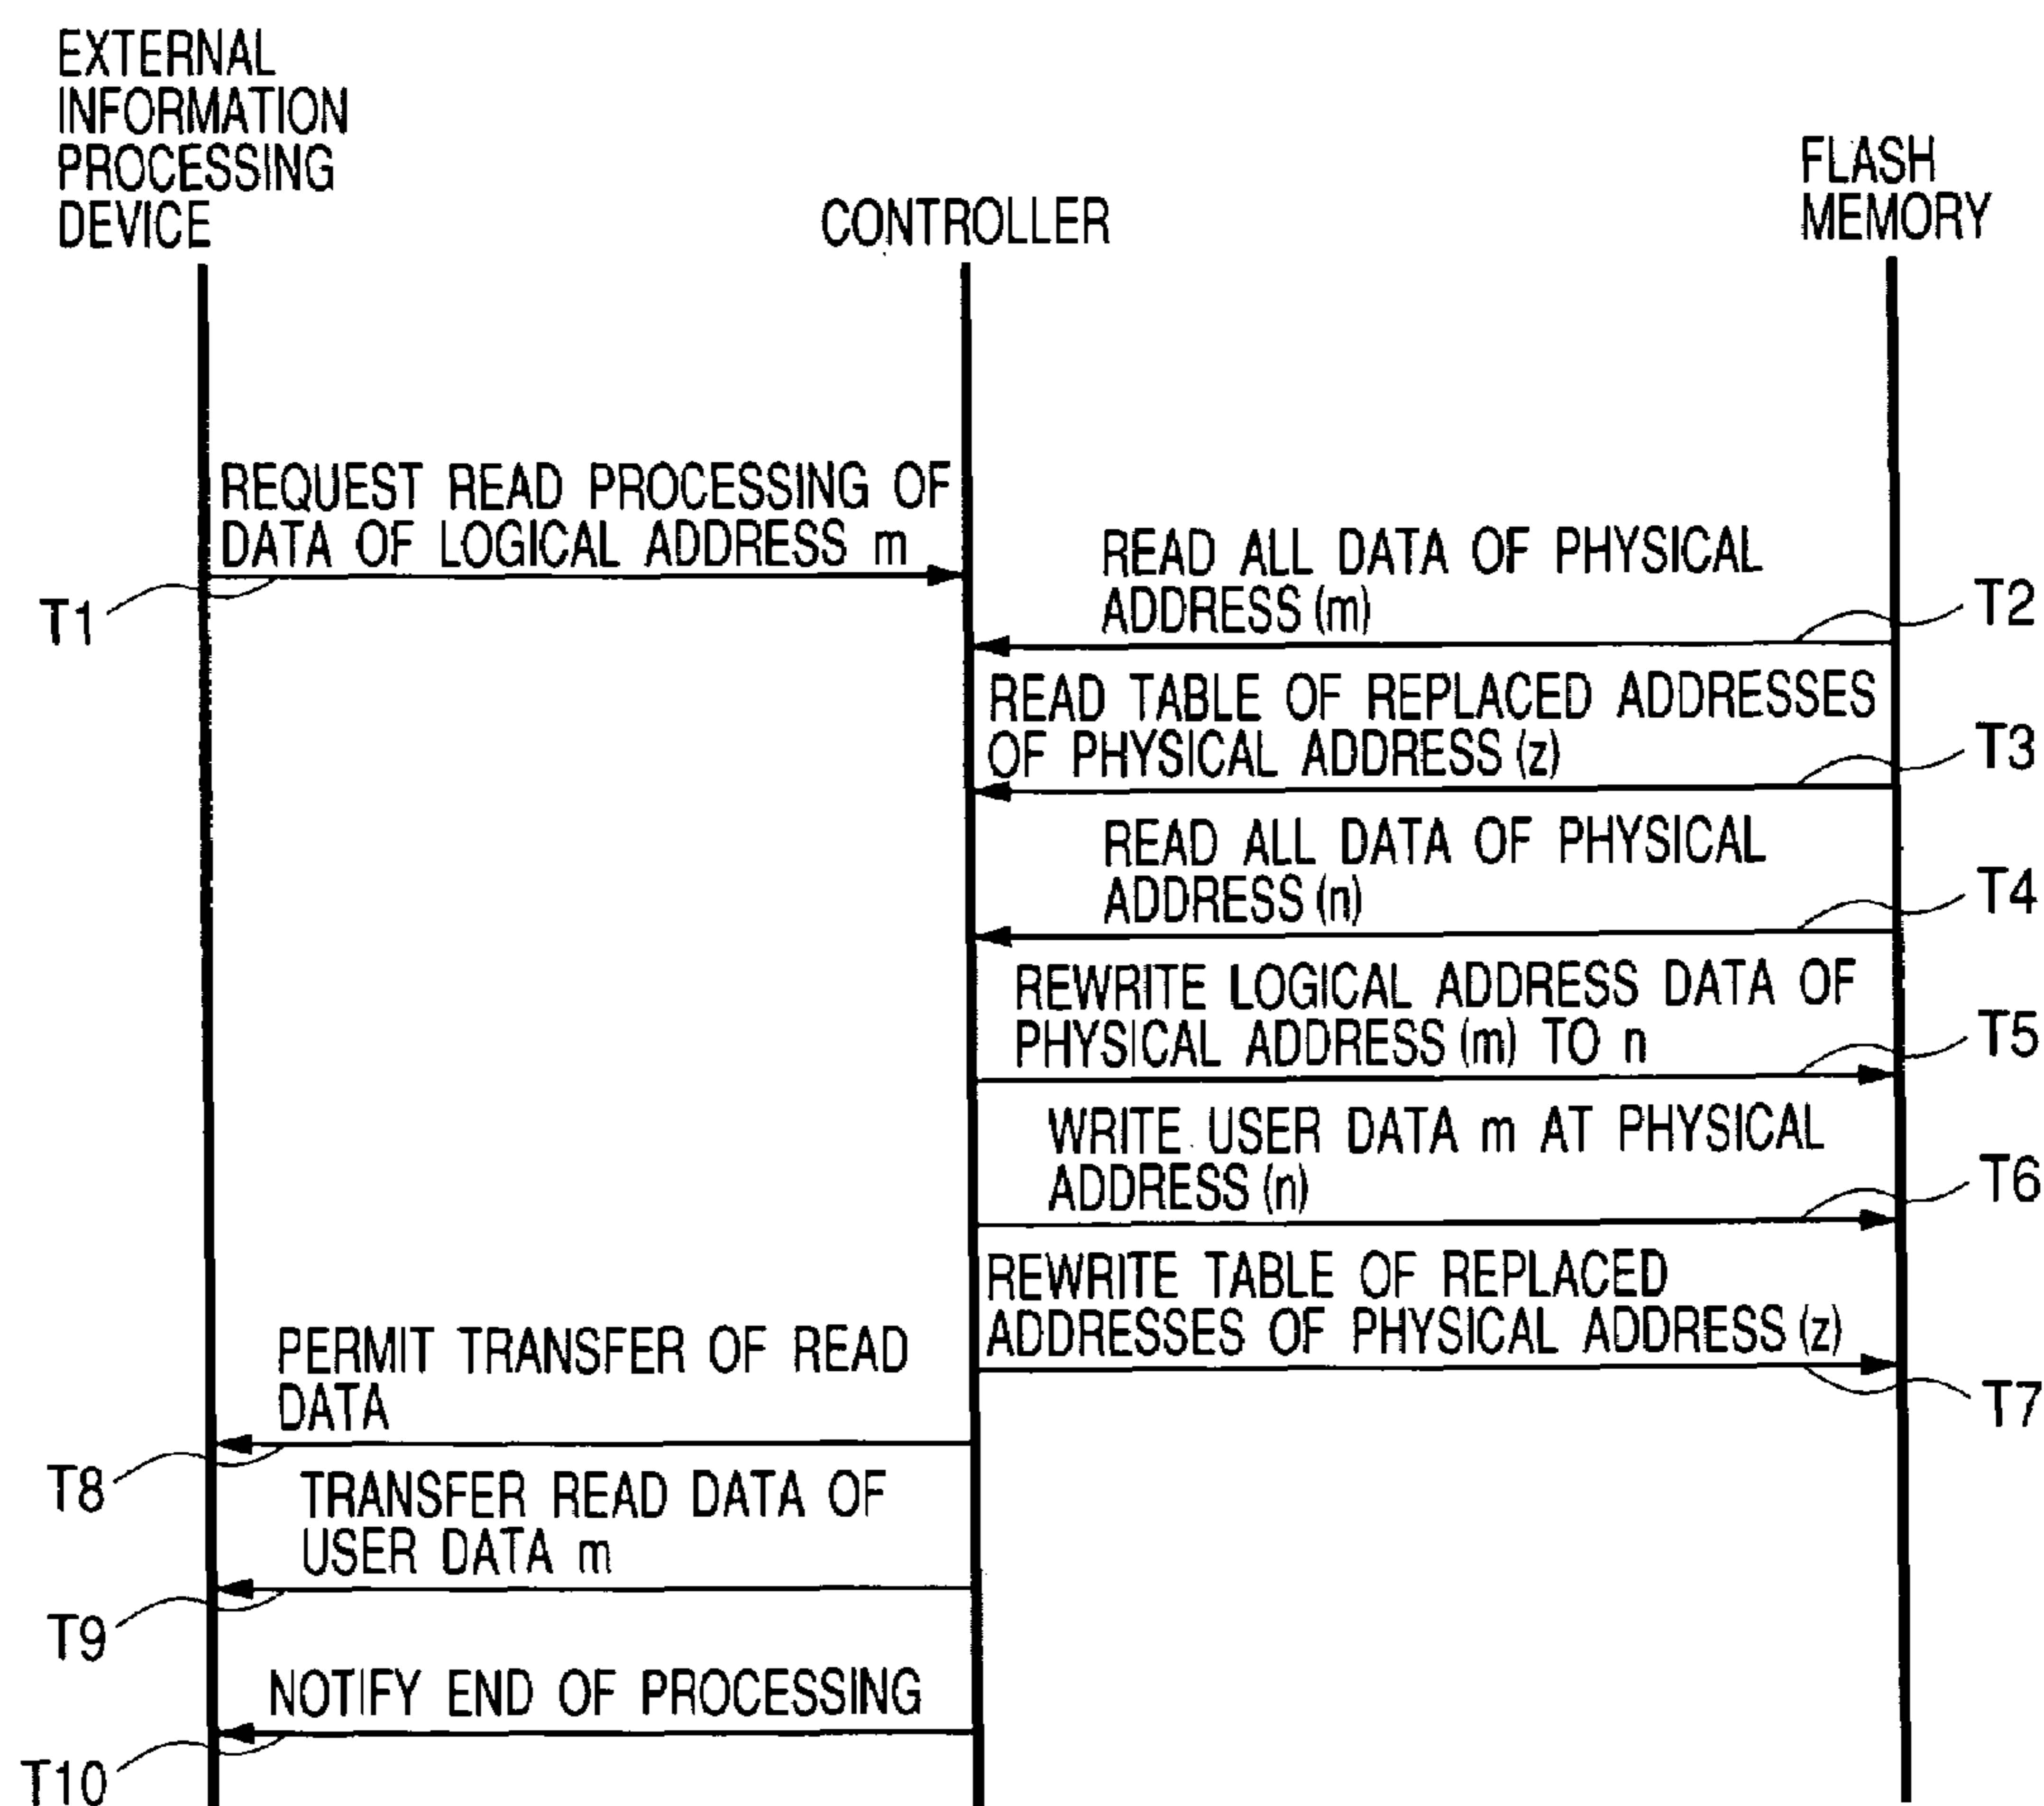 EXTERNAL
INFORMATION
PROCESSING
DEVICE
CONTROLLER
FLASH
MEMORY
REQUEST READ PROCESSING OF
DATA OF LOGICAL ADDRESS m
T1
READ ALL DATA OF PHYSICAL
ADDRESS (m)
T2
READ TABLE OF REPLACED ADDRESSES
OF PHYSICAL ADDRESS (z)
T3
READ ALL DATA OF PHYSICAL
ADDRESS (n)
T4
REWRITE LOGICAL ADDRESS DATA OF
PHYSICAL ADDRESS (m) TO n
T5
WRITE USER DATA m AT PHYSICAL
ADDRESS (n)
T6
REWRITE TABLE OF REPLACED
ADDRESSES OF PHYSICAL ADDRESS (z)
T7
PERMIT TRANSFER OF READ
DATA
T8
TRANSFER READ DATA OF
USER DATA m
T9
NOTIFY END OF PROCESSING
T10